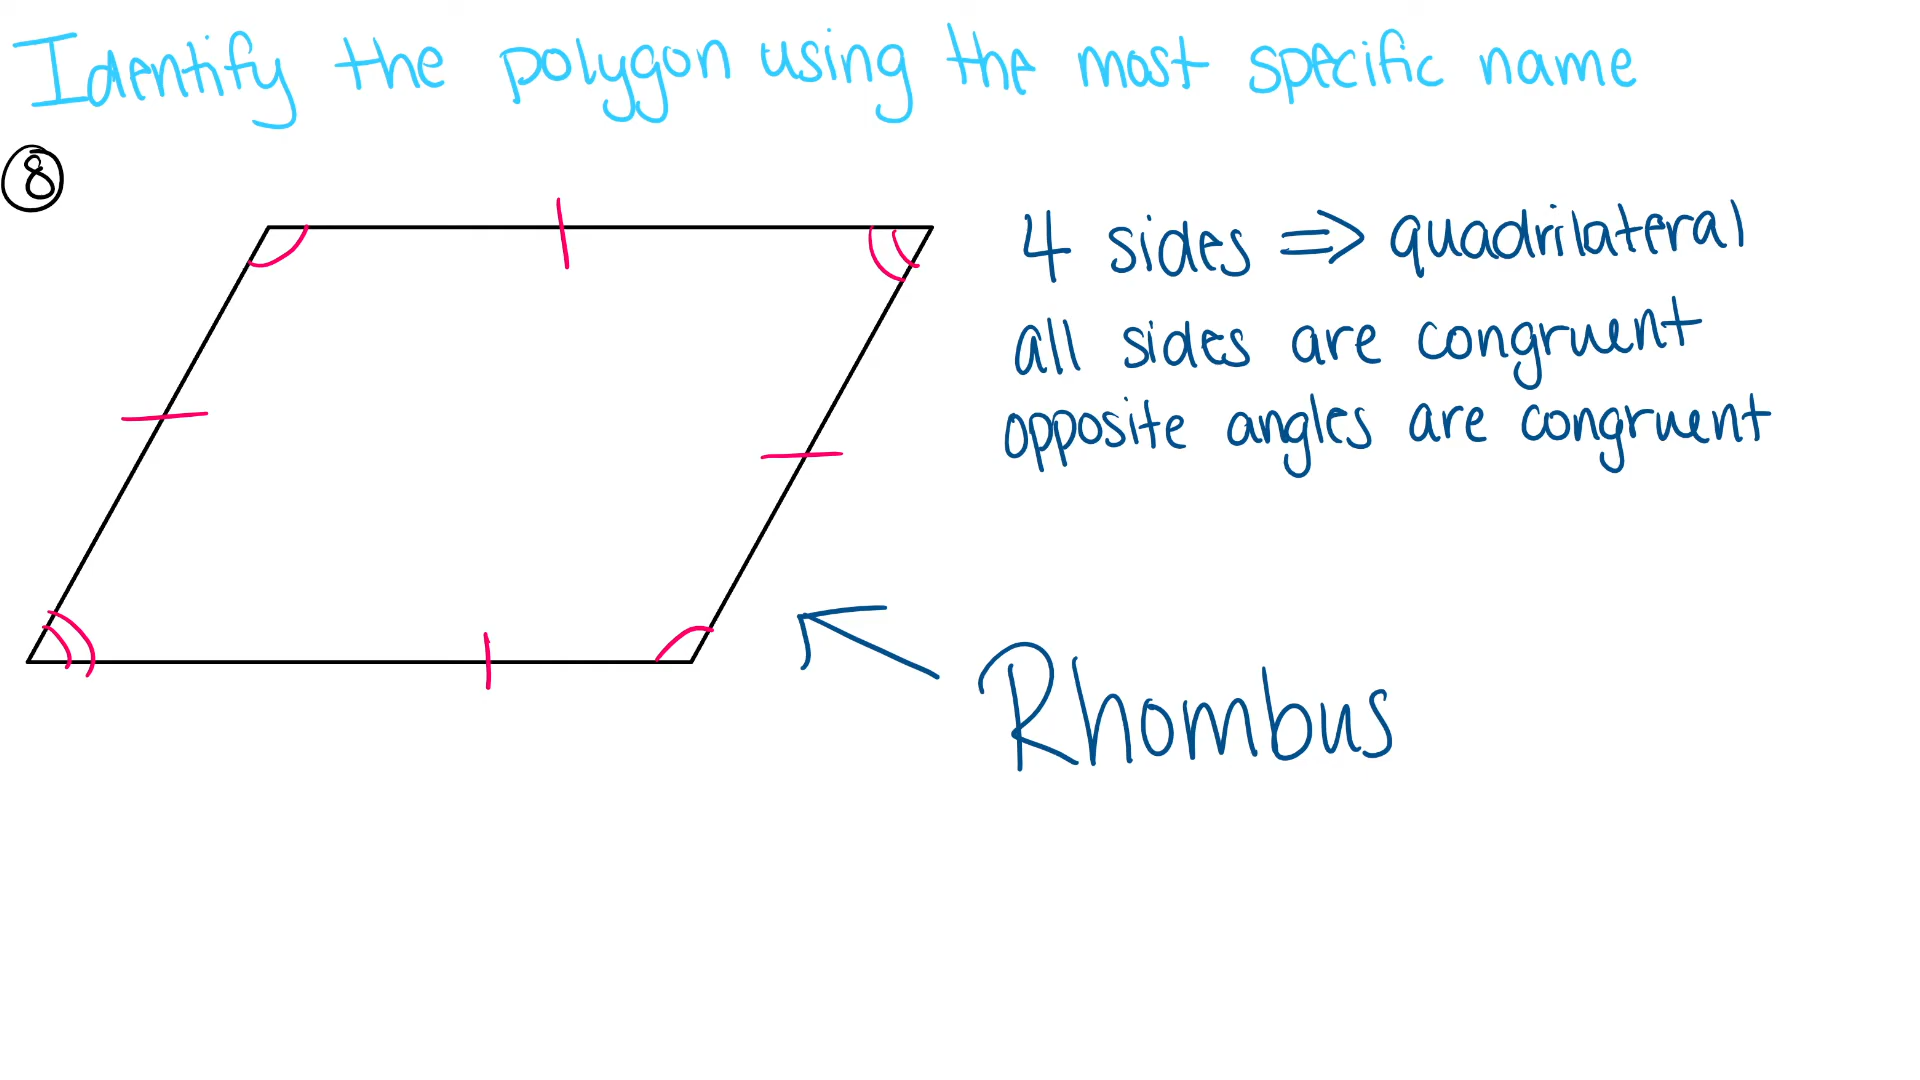 Identify the polygon using the most specific name
8
4 sides ⇒ quadrilateral
all sides are congruent
opposite angles are congruent
Rhombus